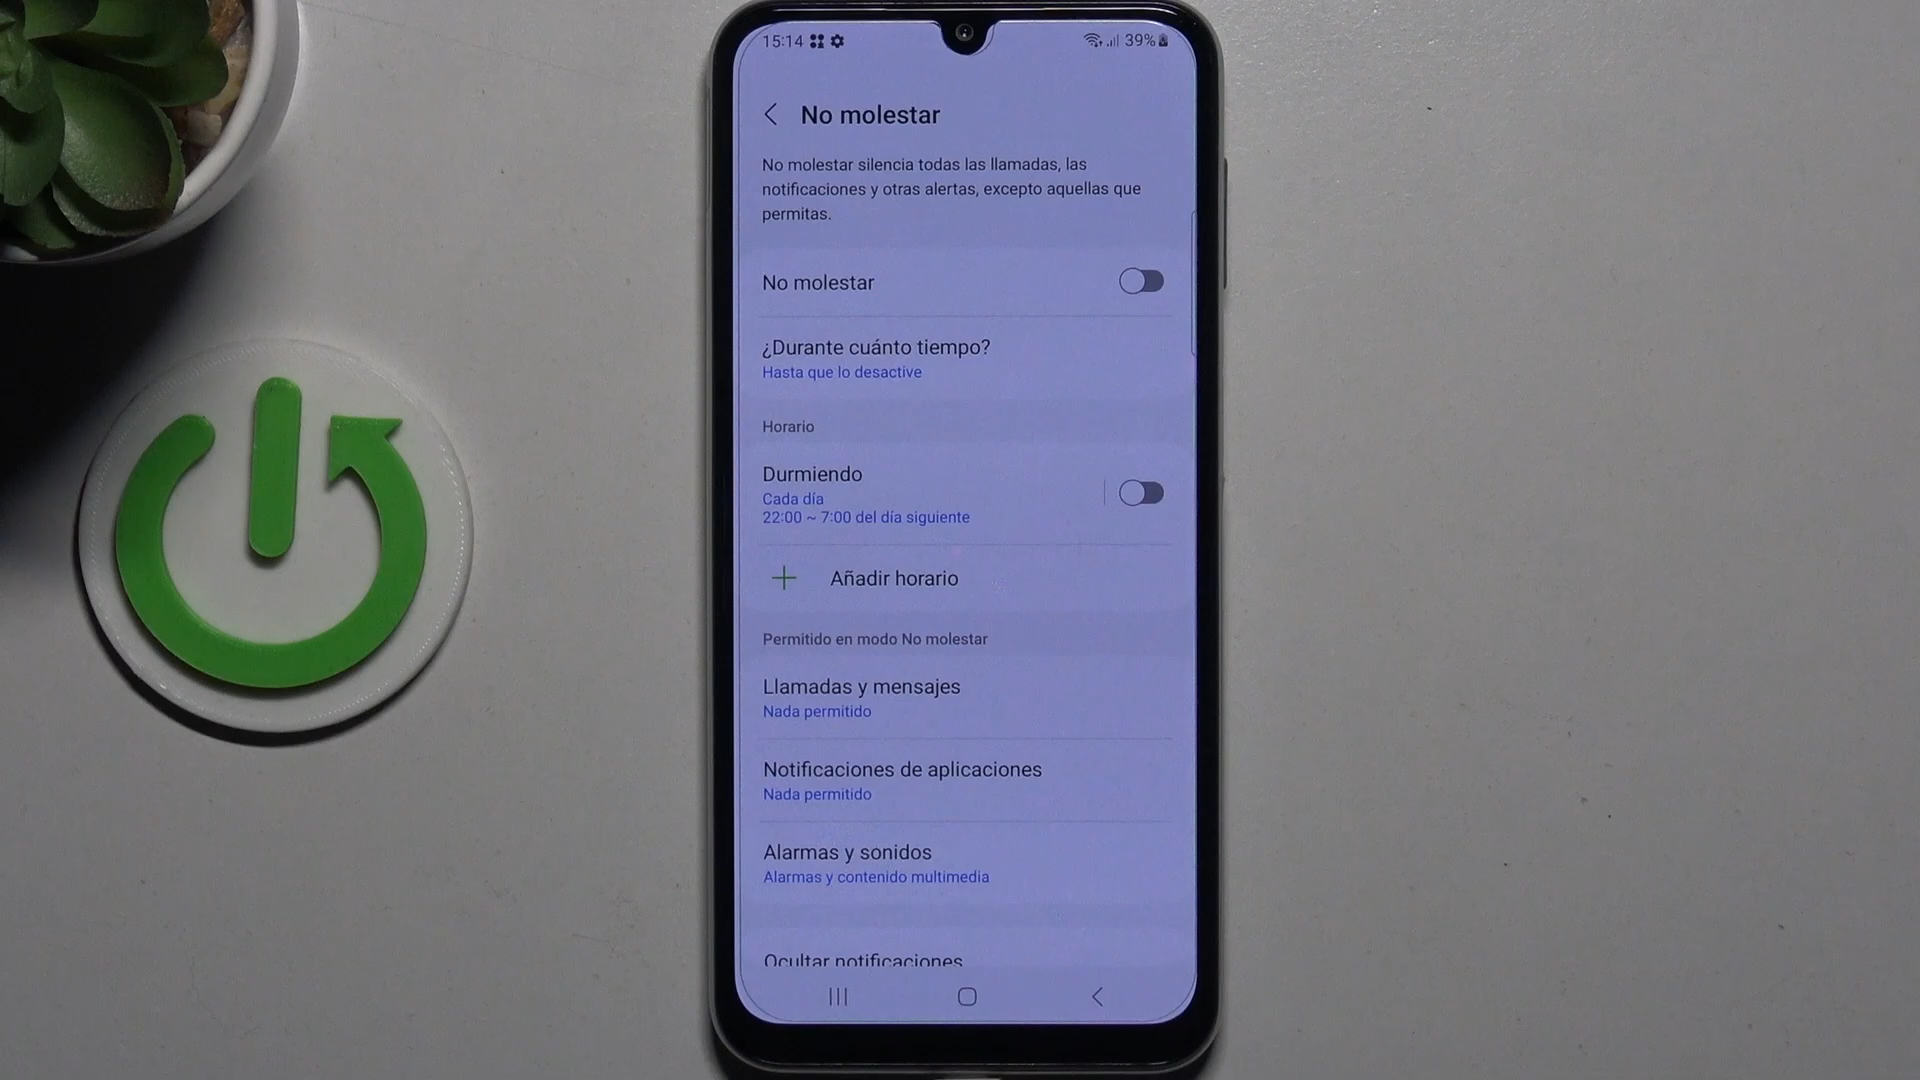 15:14 39%
No molestar
No molestar silencia todas las llamadas, las
notificaciones y otras alertas, excepto aquellas que
permitas.
No molestar
¿Durante cuánto tiempo?
Hasta que lo desactive
Horario
Durmiendo
Cada día
22:00 ~ 7:00 del día siguiente
Añadir horario
Permitido en modo No molestar
Llamadas y mensajes
Nada permitido
Notificaciones de aplicaciones
Nada permitido
Alarmas y sonidos
Alarmas y contenido multimedia
Ocultar notificaciones